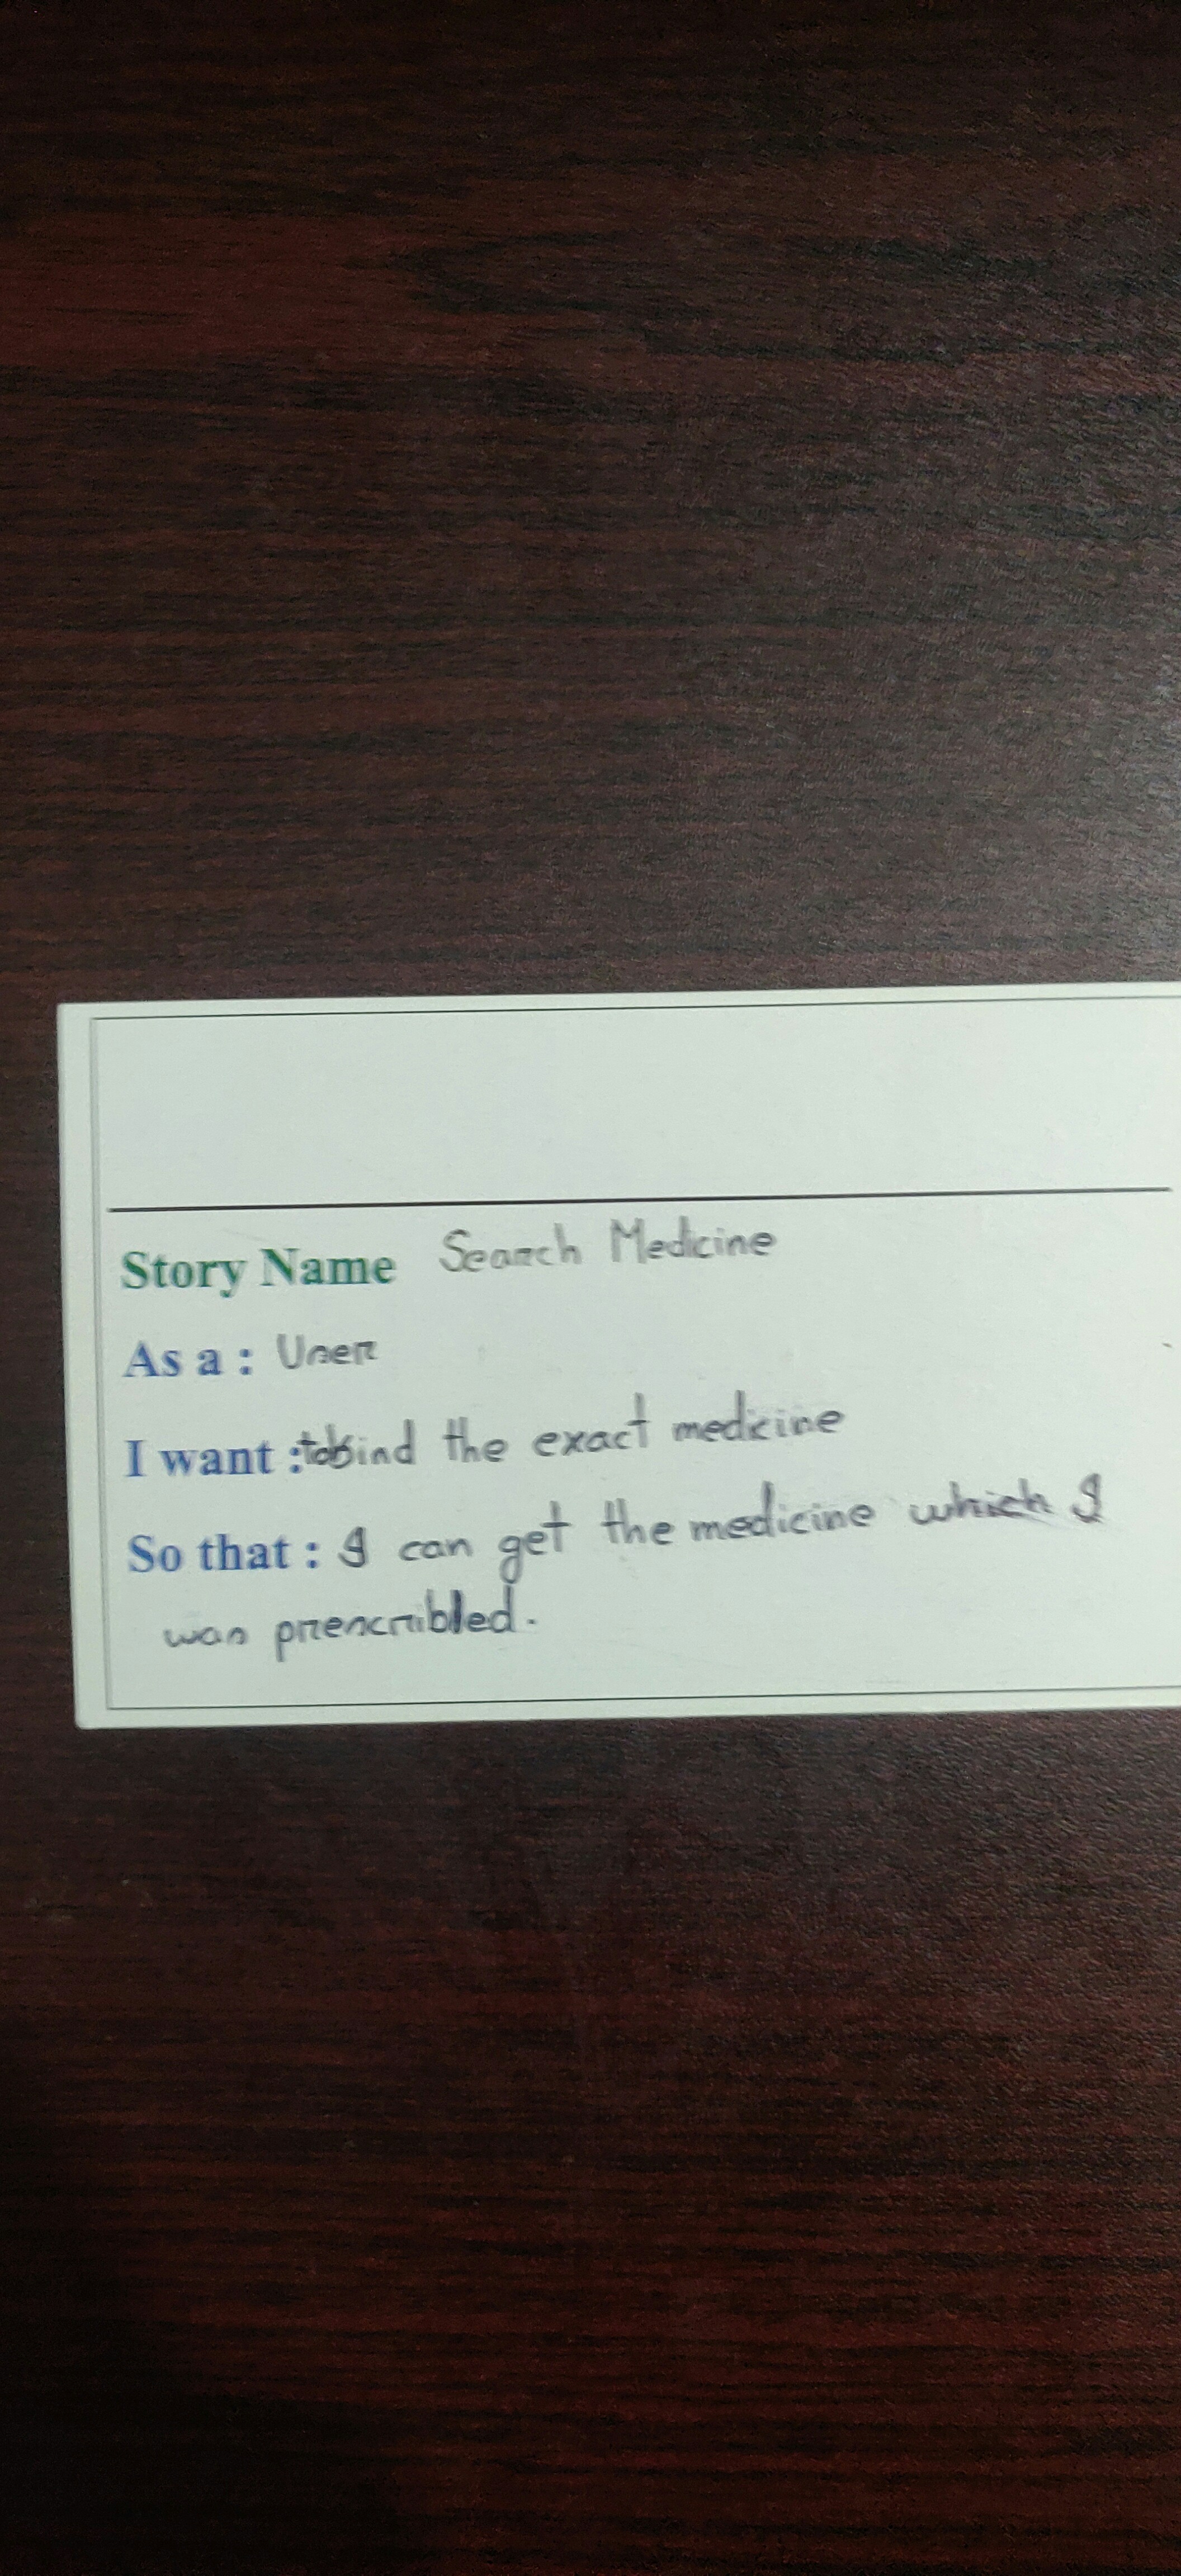 Story Name Search Medicine
As a : User
I want : to find the exact medicine
So that : I can get the medicine which I
was prescribled.